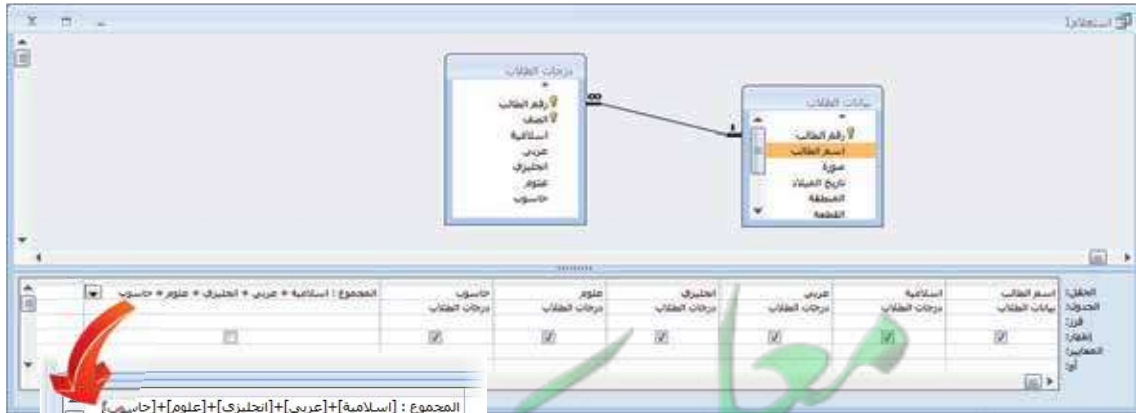 استعلام1
درجات الطلاب
رقم الطالب
الصف
اسلامية
عربي
انجليزي
علوم
حاسوب
∞
1
بيانات الطلاب
رقم الطالب
اسم الطالب
صورة
تاريخ الميلاد
المنطقة
القطعة
الحقل: اسم الطالب اسلامية عربي انجليزي علوم حاسوب المجموع : اسلامية + عربي + انجليزي + علوم + حاسوب
الجدول: بيانات الطلاب درجات الطلاب درجات الطلاب درجات الطلاب درجات الطلاب درجات الطلاب
فرز:
إظهار:
المعايير:
أو:
المجموع : [اسلامية]+[عربي]+[انجليزي]+[علوم]+[حاسوب]